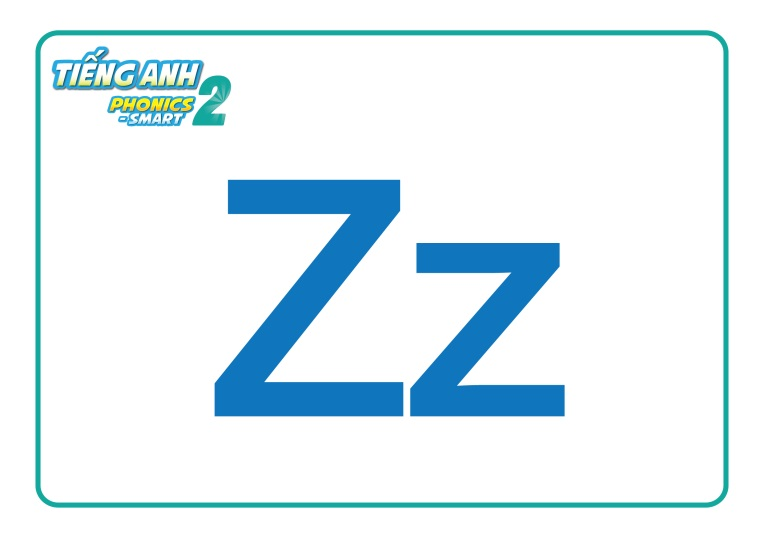 TIẾNG ANH
PHONICS
-SMART 2
Zz